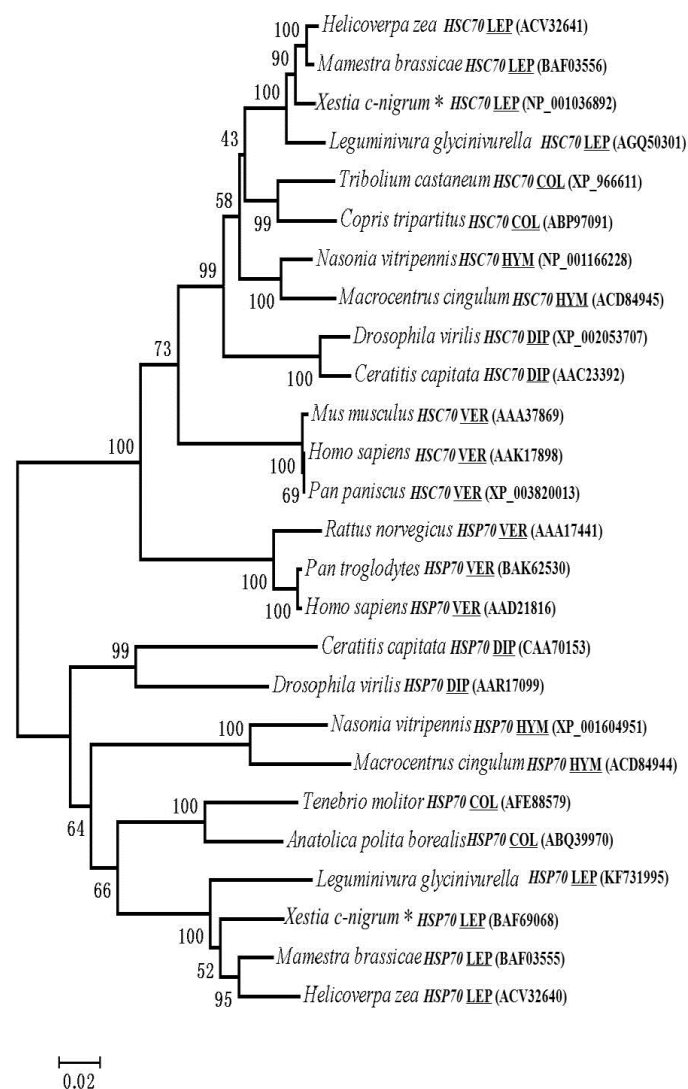 100
Helicoverpa zea HSC70 LEP (ACV32641)
90
Mamestra brassicae HSC70 LEP (BAF03556)
100
Xestia c-nigrum * HSC70 LEP (NP_001036892)
43
Leguminivura glycinivurella HSC70 LEP (AGQ50301)
Tribolium castaneum HSC70 COL (XP_966611)
58
99
Copris tripartitus HSC70 COL (ABP97091)
99
Nasonia vitripennis HSC70 HYM (NP_001166228)
100
Macrocentrus cingulum HSC70 HYM (ACD84945)
73
Drosophila virilis HSC70 DIP (XP_002053707)
100
Ceratitis capitata HSC70 DIP (AAC23392)
Mus musculus HSC70 VER (AAA37869)
100
Homo sapiens HSC70 VER (AAK17898)
100
69
Pan paniscus HSC70 VER (XP_003820013)
Rattus norvegicus HSP70 VER (AAA17441)
100
Pan troglodytes HSP70 VER (BAK62530)
100
Homo sapiens HSP70 VER (AAD21816)
99
Ceratitis capitata HSP70 DIP (CAA70153)
Drosophila virilis HSP70 DIP (AAR17099)
100
Nasonia vitripennis HSP70 HYM (XP_001604951)
Macrocentrus cingulum HSP70 HYM (ACD84944)
64
100
Tenebrio molitor HSP70 COL (AFE88579)
Anatolica polita borealis HSP70 COL (ABQ39970)
66
Leguminivura glycinivurella HSP70 LEP (KF731995)
100
Xestia c-nigrum * HSP70 LEP (BAF69068)
52
Mamestra brassicae HSP70 LEP (BAF03555)
95
Helicoverpa zea HSP70 LEP (ACV32640)
0.02